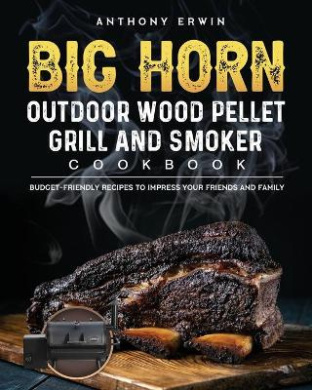 ANTHONY ERWIN
BIG HORN
OUTDOOR WOOD PELLET
GRILL AND SMOKER
COOKBOOK
BUDGET-FRIENDLY RECIPES TO IMPRESS YOUR FRIENDS AND FAMILY